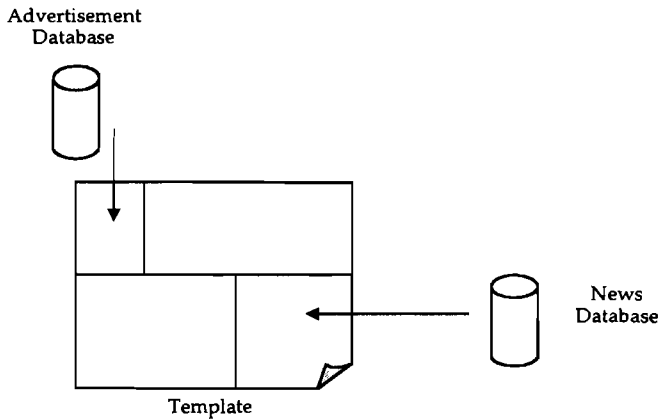 Advertisement
Database
News
Database
Template